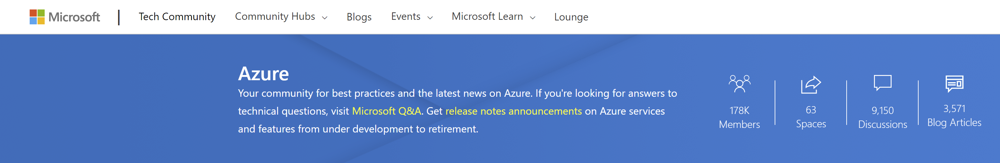 Microsoft | Tech Community Community Hubs Blogs Events Microsoft Learn Lounge
Azure
Your community for best practices and the latest news on Azure. If you're looking for answers to
technical questions, visit Microsoft Q&A. Get release notes announcements on Azure services
and features from under development to retirement.
178K
Members
63
Spaces
9,150
Discussions
3,571
Blog Articles